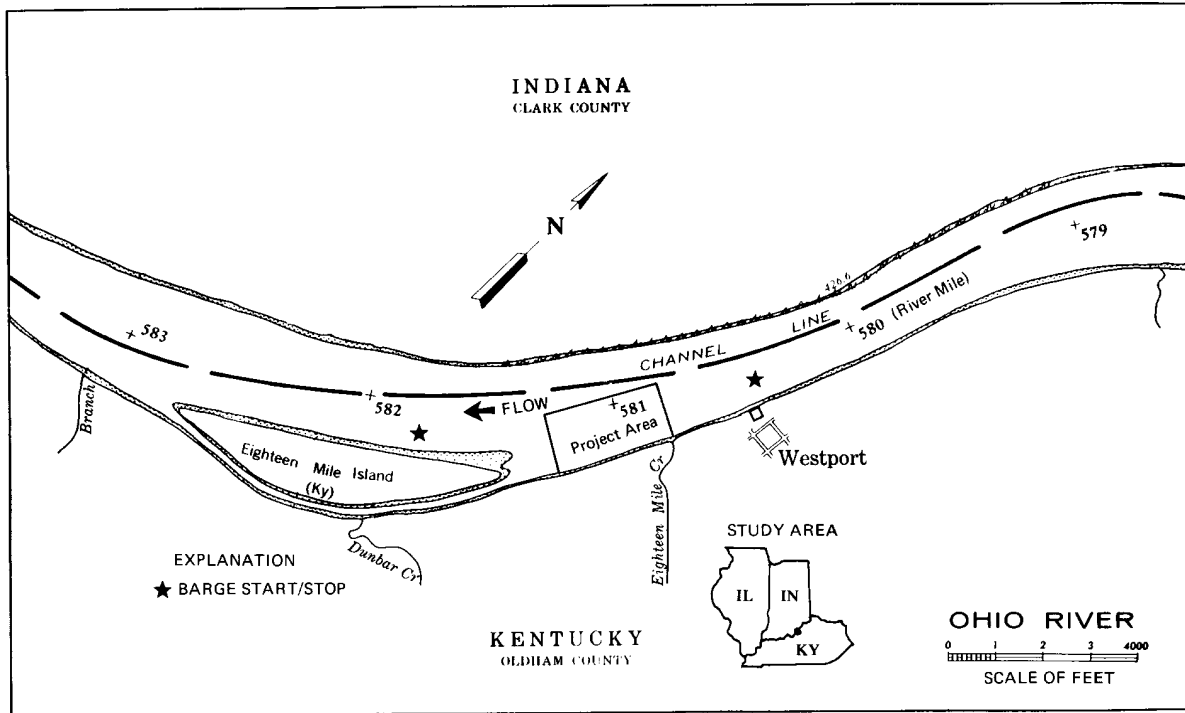 INDIANA
CLARK COUNTY
N
+579
426.6
+580 (River Mile)
CHANNEL LINE
+583
+582
FLOW
+581
Project Area
Branch
Eighteen Mile Island
(Ky)
Westport
Eighteen Mile Cr
Dunbar Cr
STUDY AREA
EXPLANATION
★ BARGE START/STOP
IL
IN
KY
KENTUCKY
OLDHAM COUNTY
OHIO RIVER
0 1 2 3 4000
SCALE OF FEET